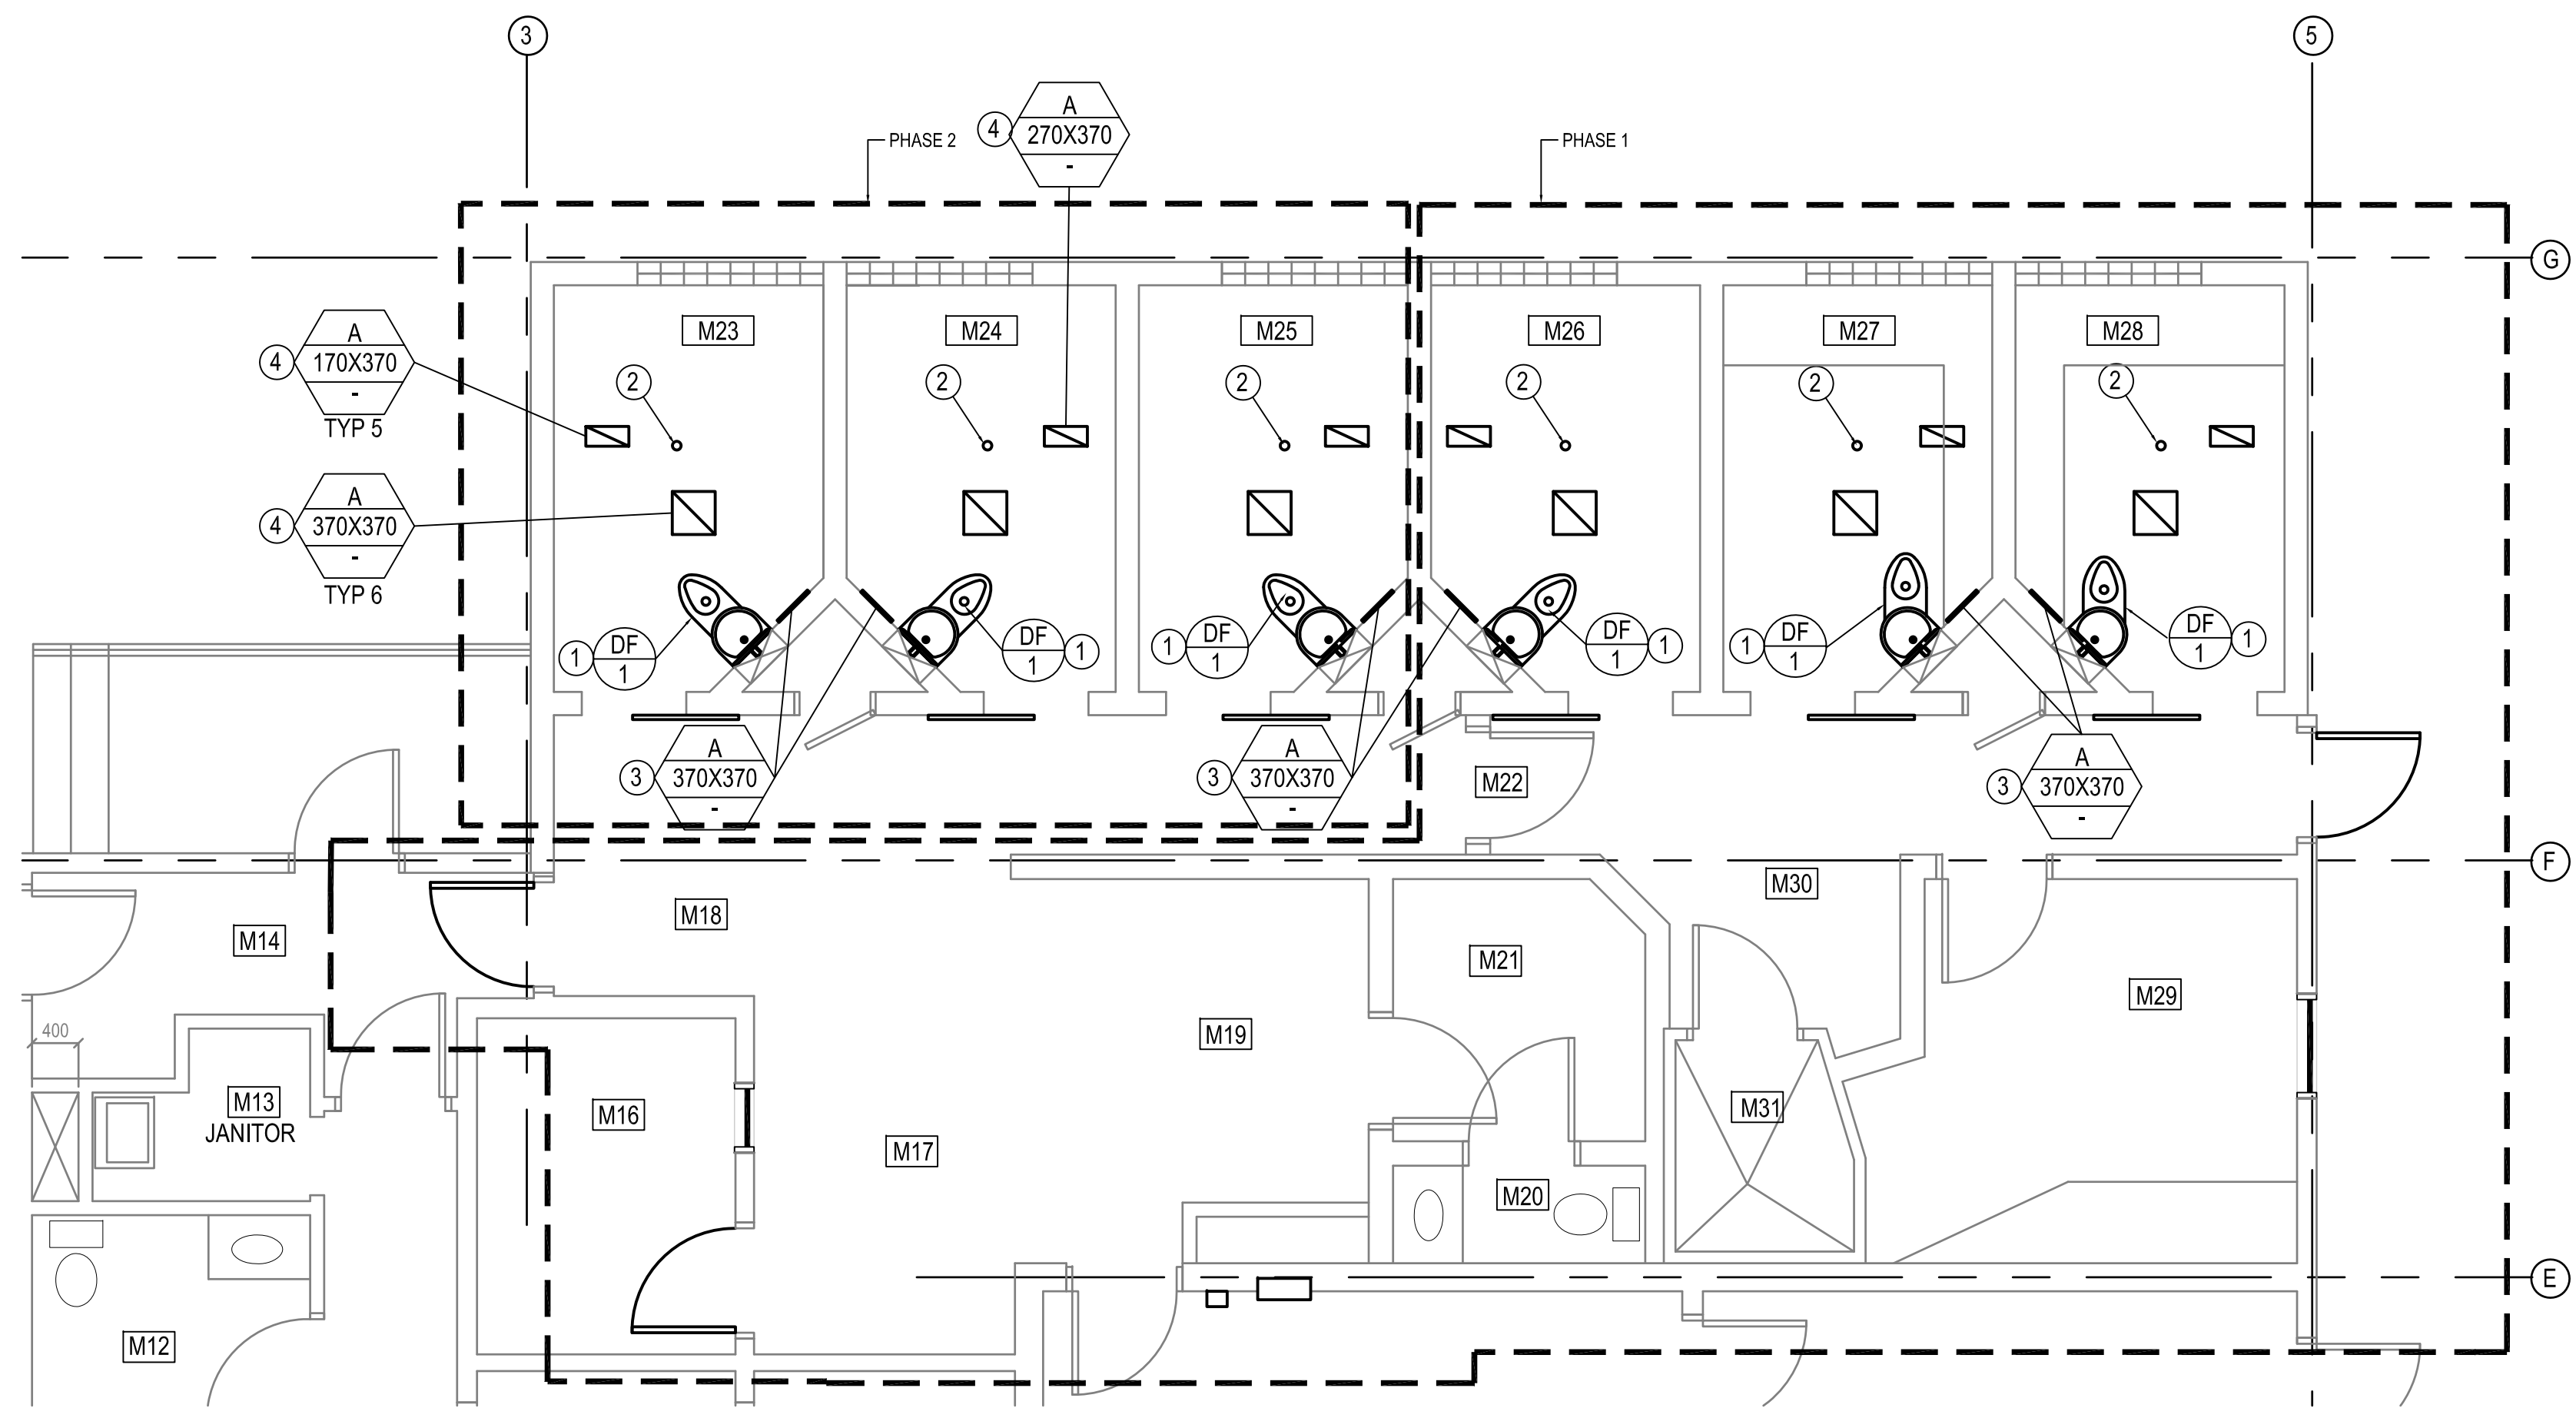 3
5
A
4
270X370
-
PHASE 2
PHASE 1
G
M23
M24
M25
M26
M27
M28
A
4
170X370
-
TYP 5
2
2
2
2
2
2
A
4
370X370
-
TYP 6
1
DF
1
DF
1
1
1
DF
1
DF
1
1
1
DF
1
DF
1
1
A
3
370X370
-
A
3
370X370
-
M22
A
3
370X370
-
F
M30
M18
M14
M21
M29
400
M19
M13
JANITOR
M16
M31
M17
M20
E
M12